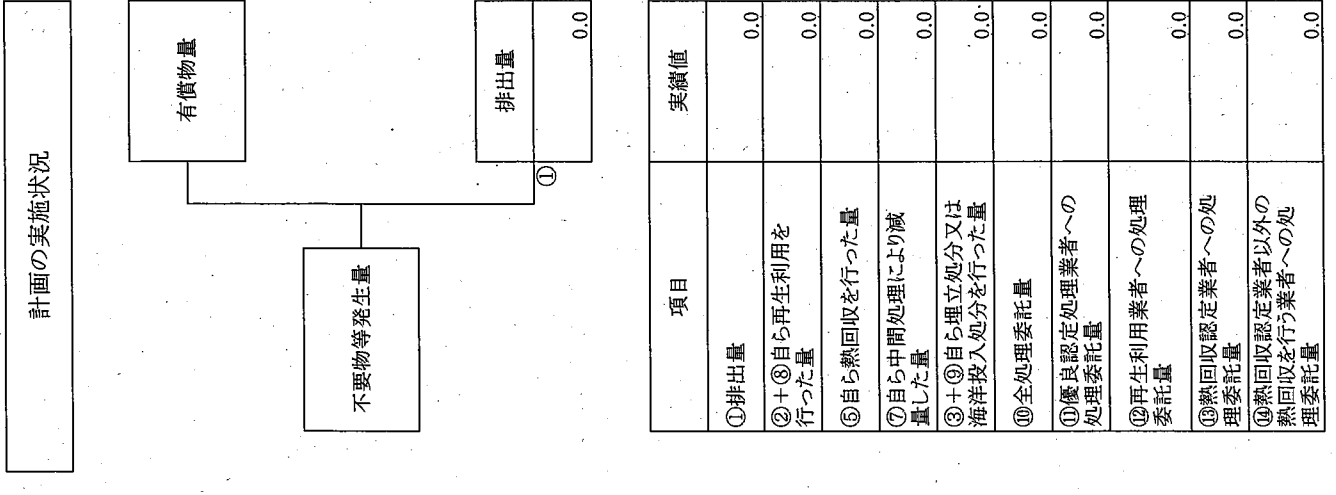 計画の実施状況
有償物量
不要物等発生量
排出量
①
0.0
項目
実績値
①排出量
0.0
②+⑧自ら再生利用を
行った量
0.0
⑤自ら熱回収を行った量
0.0
⑦自ら中間処理により減
量した量
0.0
③+⑨自ら埋立処分又は
海洋投入処分を行った量
0.0
⑩全処理委託量
0.0
⑪優良認定処理業者への
処理委託量
0.0
⑫再生利用業者への処理
委託量
0.0
⑬熱回収認定業者への処
理委託量
0.0
⑭熱回収認定業者以外の
熱回収を行う業者への処
理委託量
0.0